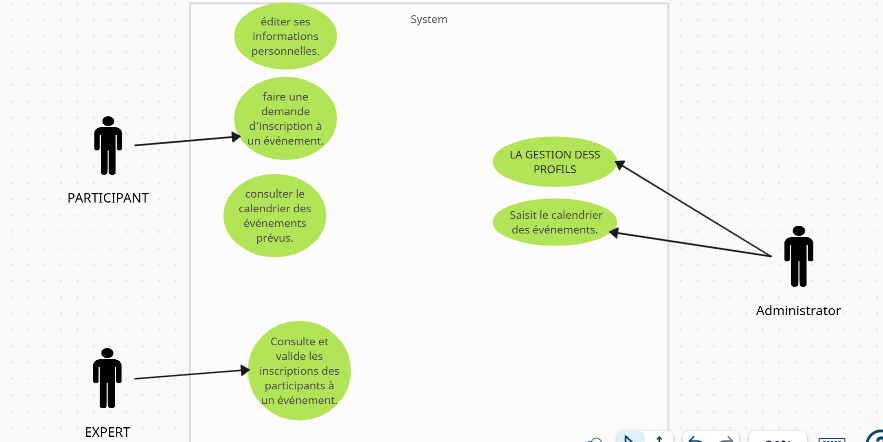 System
éditer ses
informations
personnelles.
faire une
demande
d'inscription à
un événement.
PARTICIPANT
consulter le
calendrier des
événements
prévus.
LA GESTION DESS
PROFILS
Saisit le calendrier
des événements.
Administrator
Consulte et
valide les
inscriptions des
participants à
un événement.
EXPERT